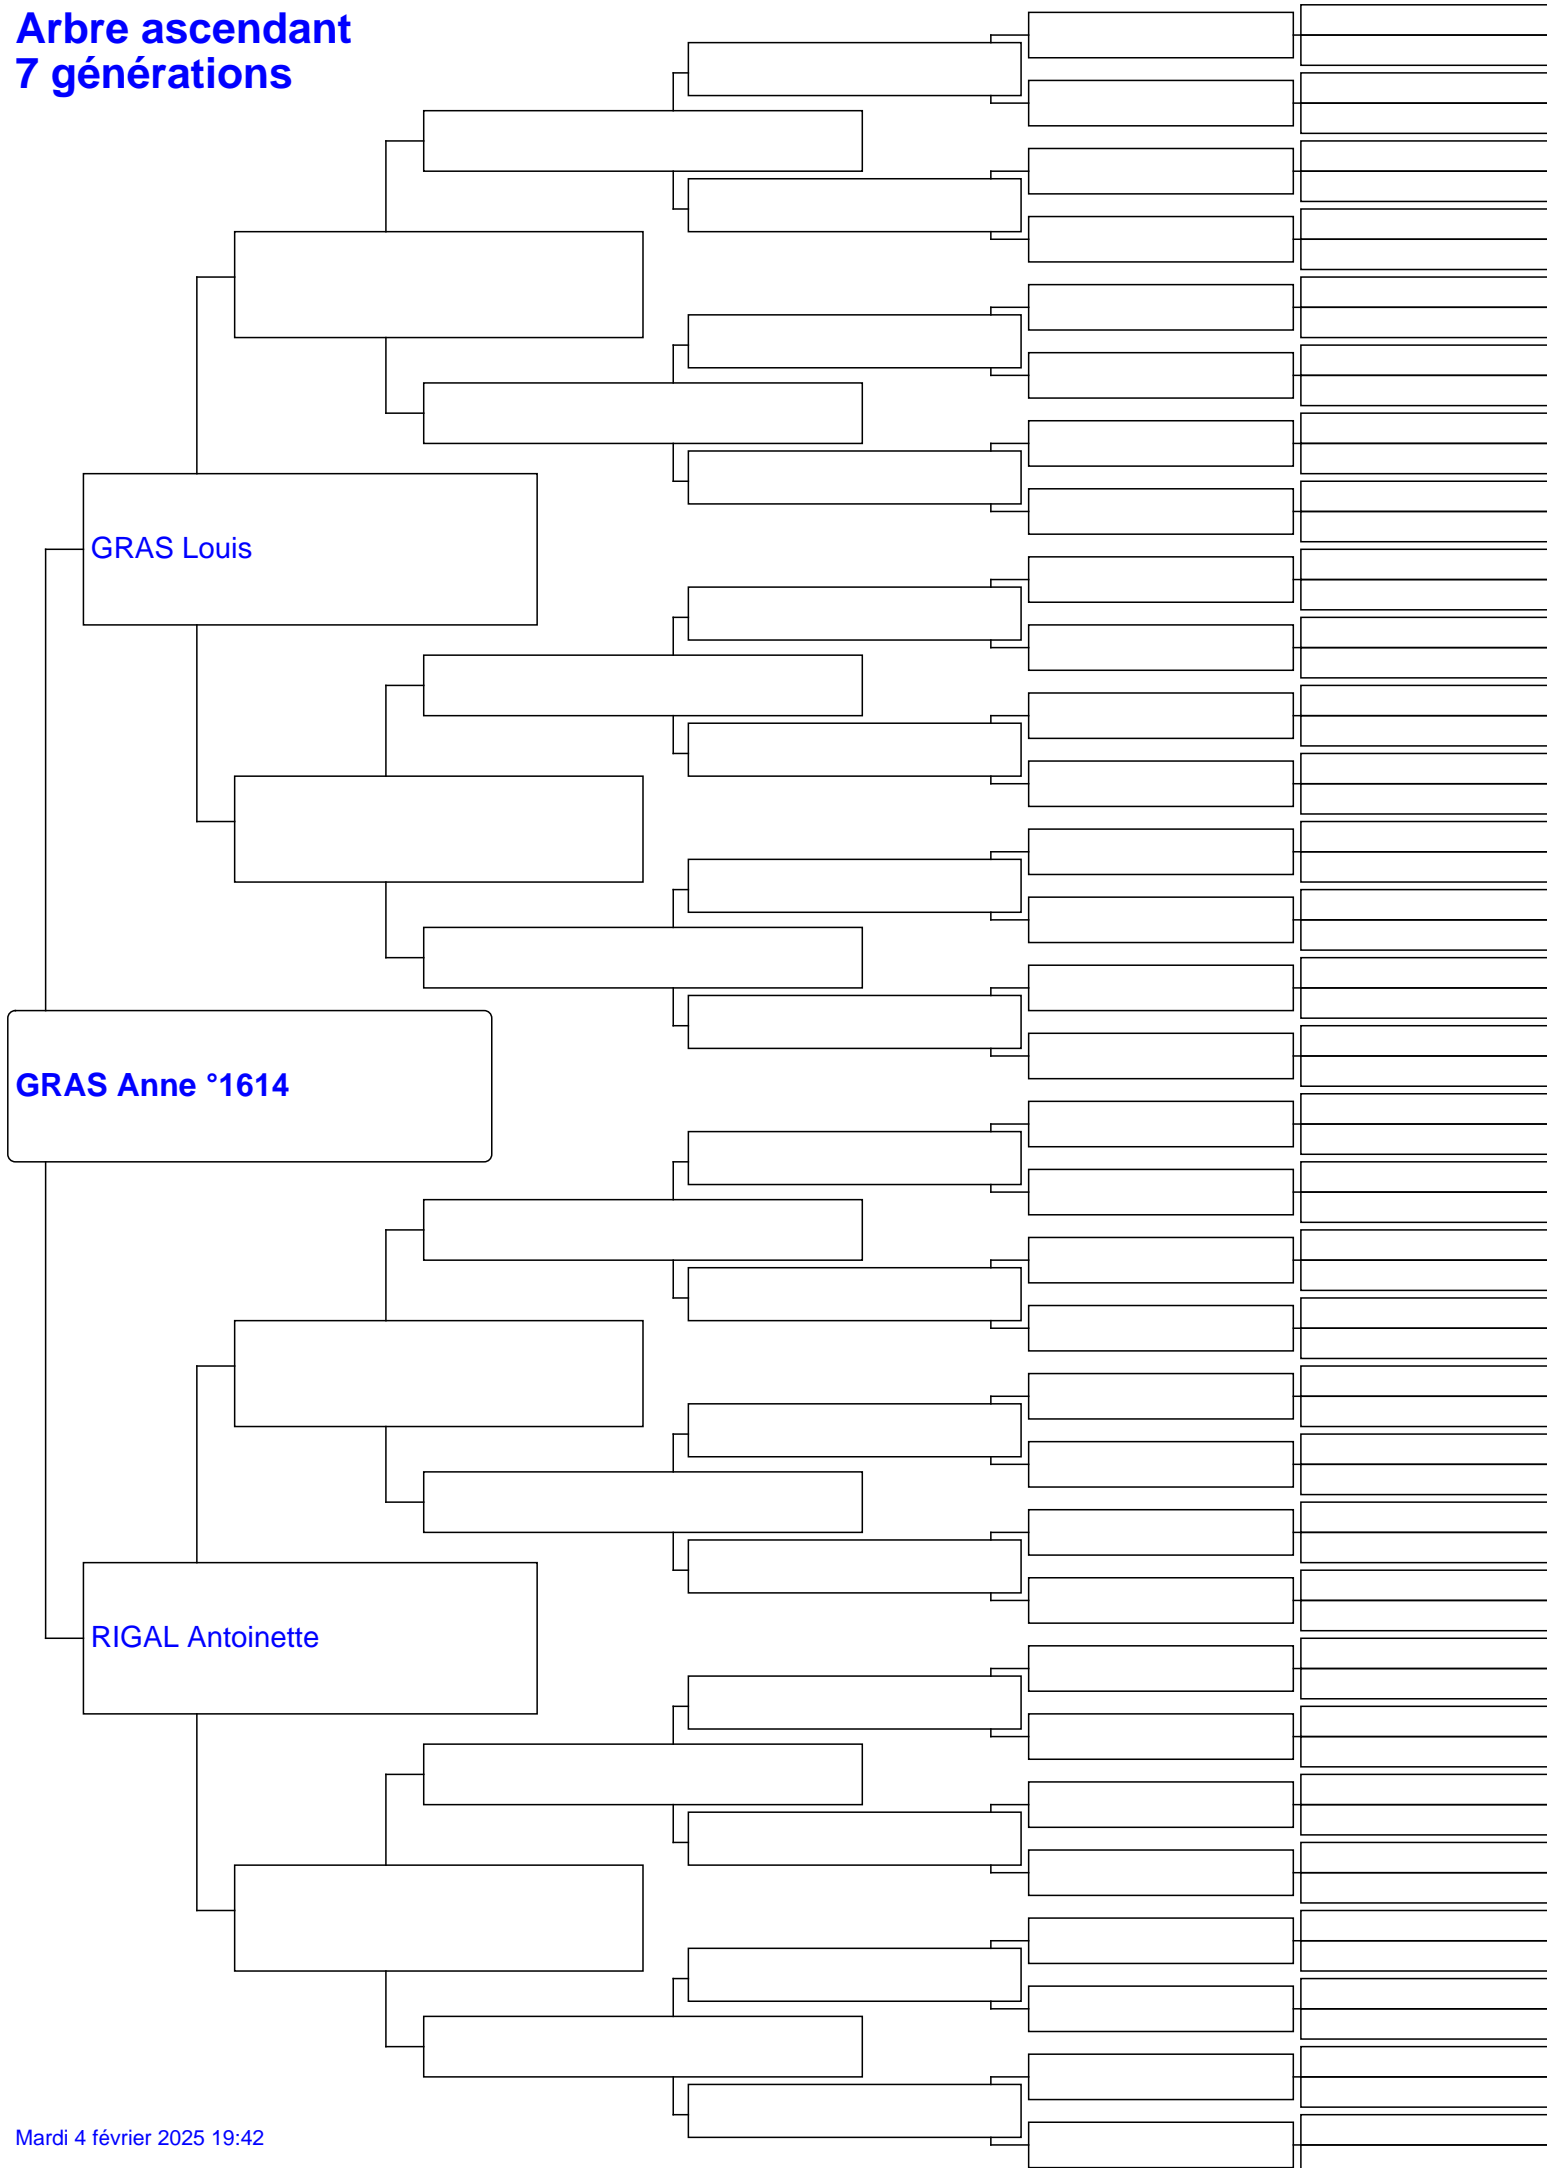 Arbre ascendant
7 générations
GRAS Louis
GRAS Anne °1614
RIGAL Antoinette
Mardi 4 février 2025 19:42